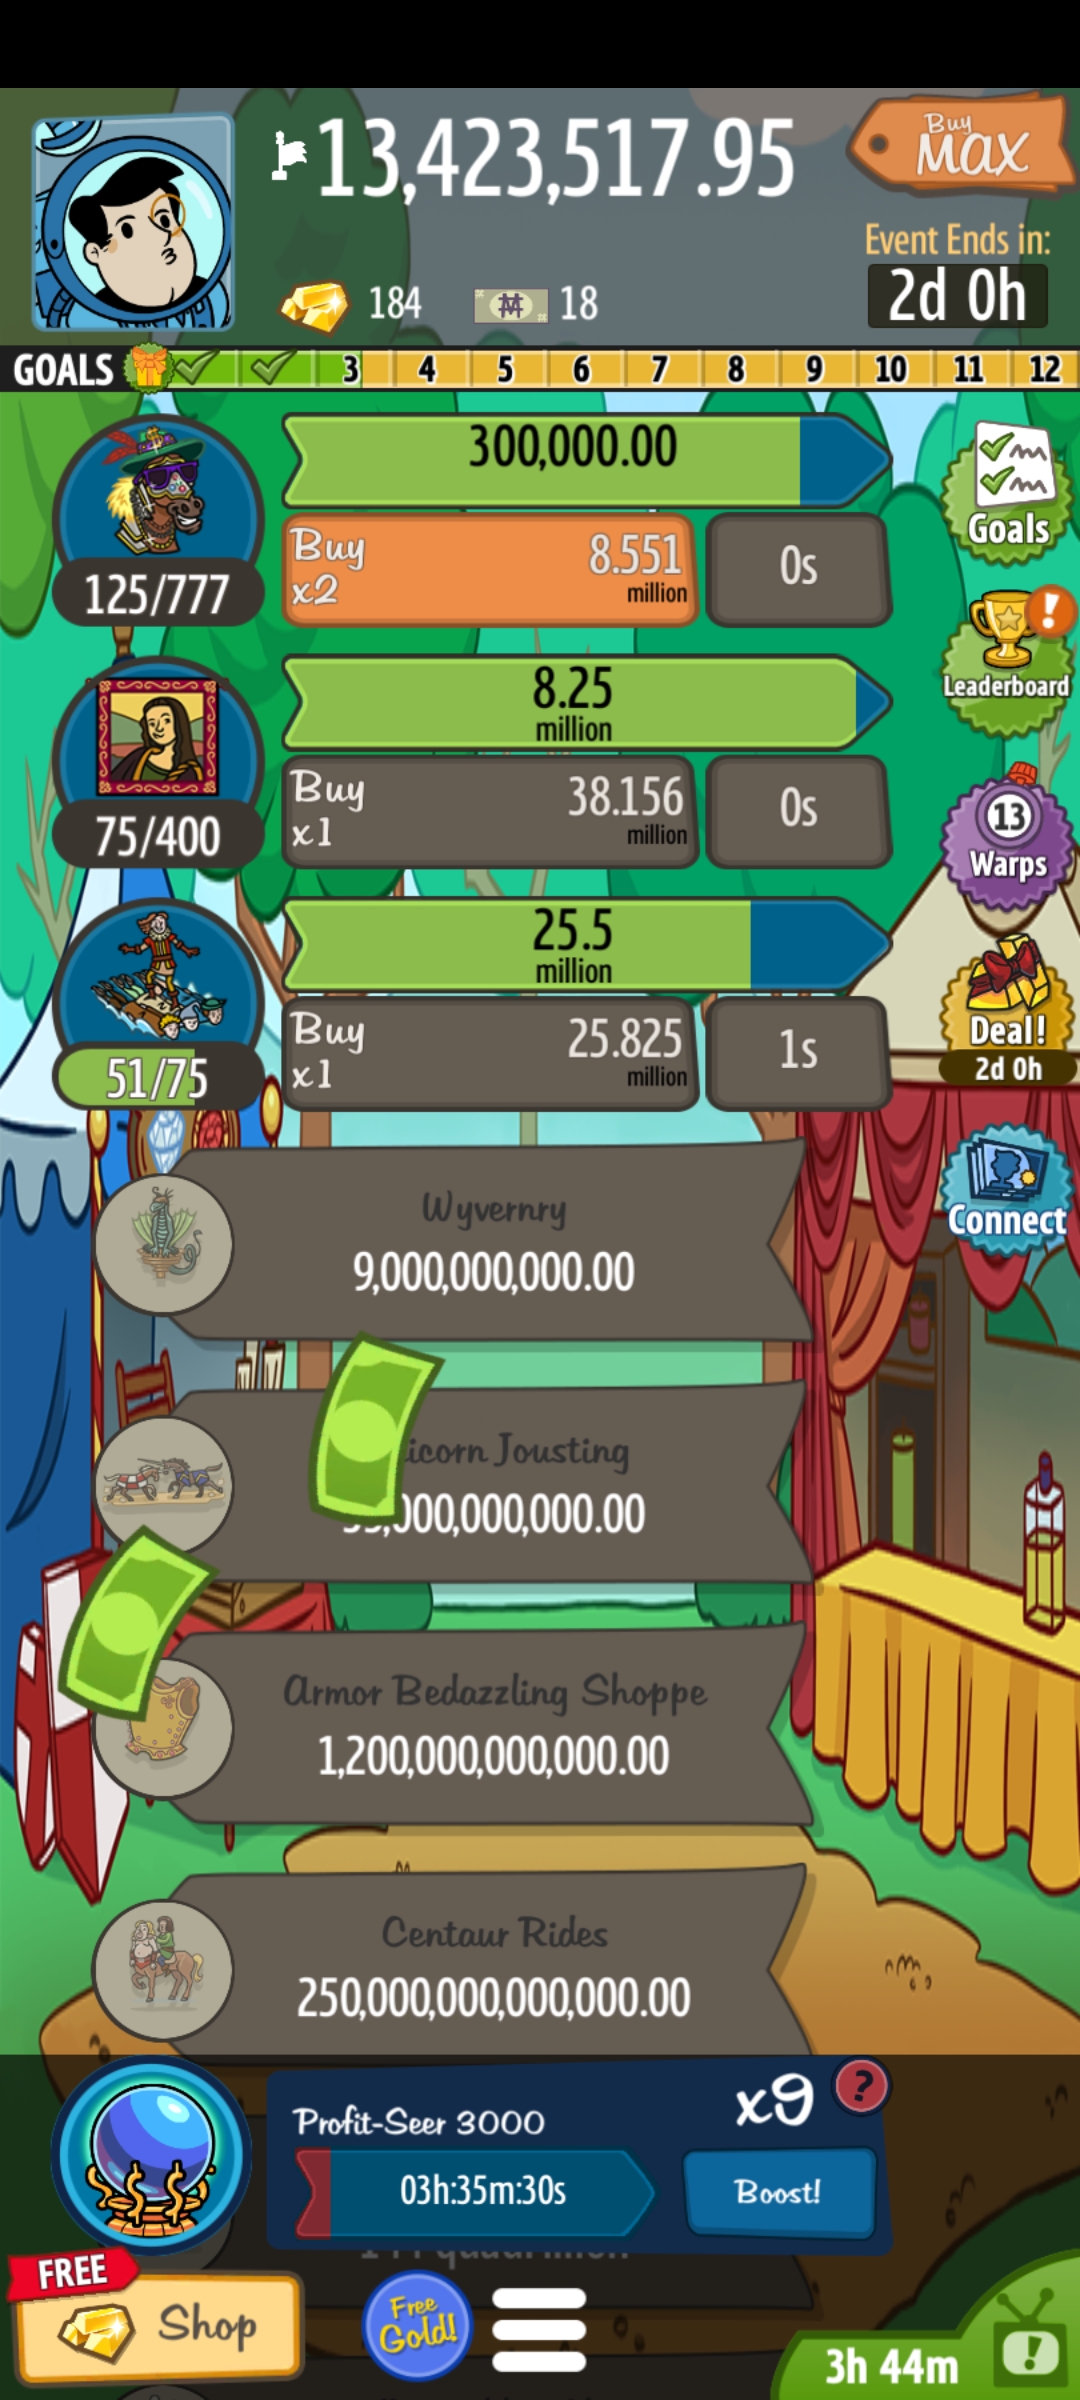 13,423,517.95
Buy
MAX
Event Ends in:
2d 0h
184
18
GOALS 3 4 5 6 7 8 9 10 11 12
300,000.00
Buy
x2
8.551
million
0s
125/777
Goals
8.25
million
Buy
x1
38.156
million
0s
75/400
Leaderboard
13
Warps
25.5
million
Buy
x1
25.825
million
1s
51/75
Deal!
2d 0h
Wyvernry
9,000,000,000.00
Connect
icorn Jousting
,000,000,000.00
Armor Bedazzling Shoppe
1,200,000,000,000.00
Centaur Rides
250,000,000,000,000.00
Profit-Seer 3000
x9
?
03h:35m:30s
Boost!
FREE
Shop
Free
Gold!
3h 44m